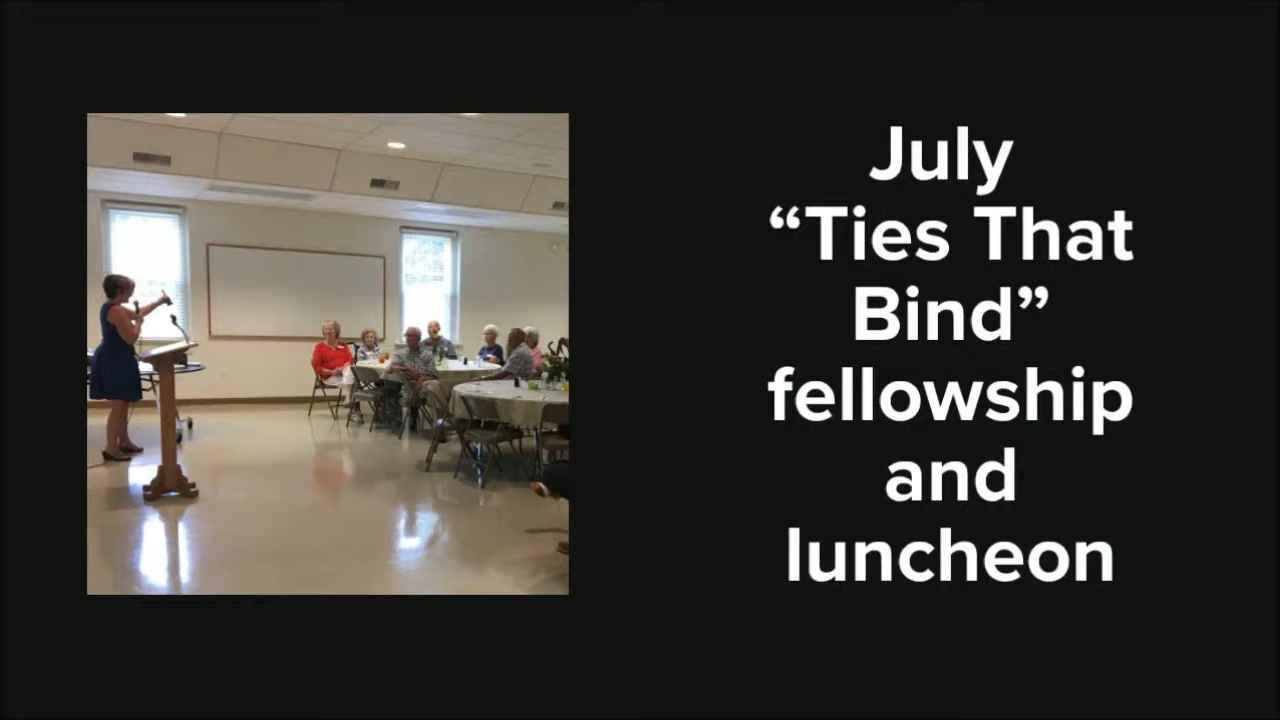 July
“Ties That
Bind”
fellowship
and
luncheon